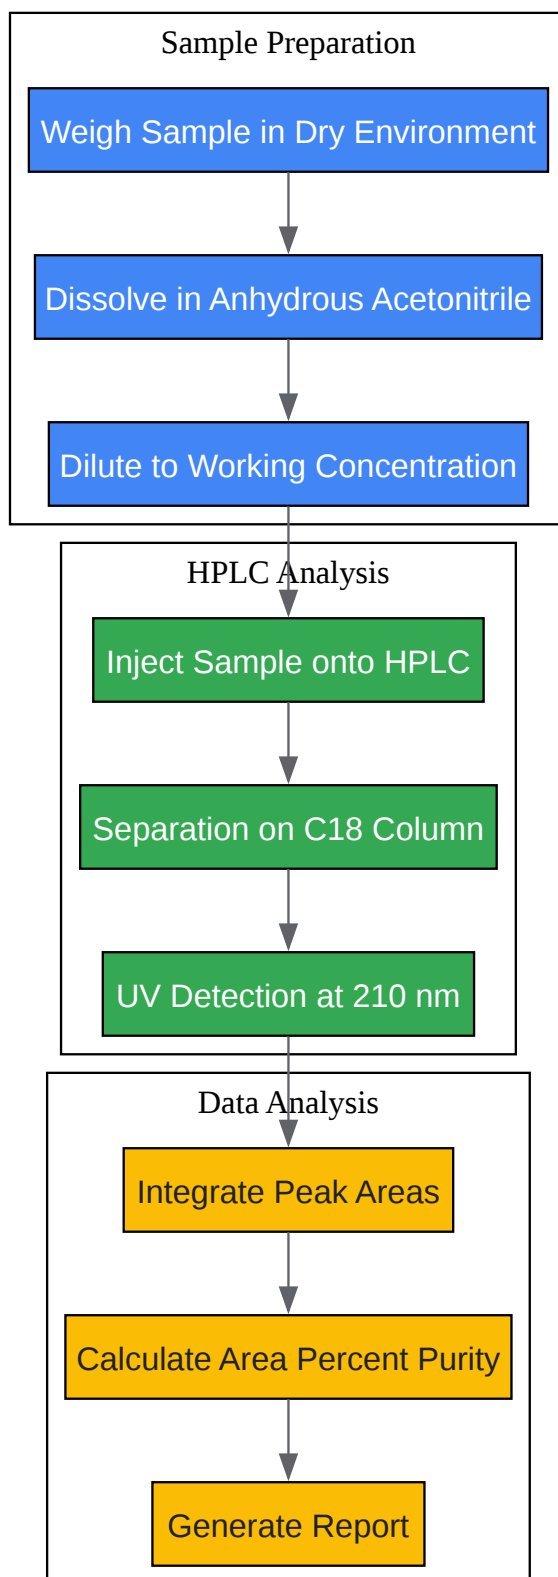 Sample Preparation
Weigh Sample in Dry Environment
Dissolve in Anhydrous Acetonitrile
Dilute to Working Concentration
HPLC Analysis
Inject Sample onto HPLC
Separation on C18 Column
UV Detection at 210 nm
Data Analysis
Integrate Peak Areas
Calculate Area Percent Purity
Generate Report